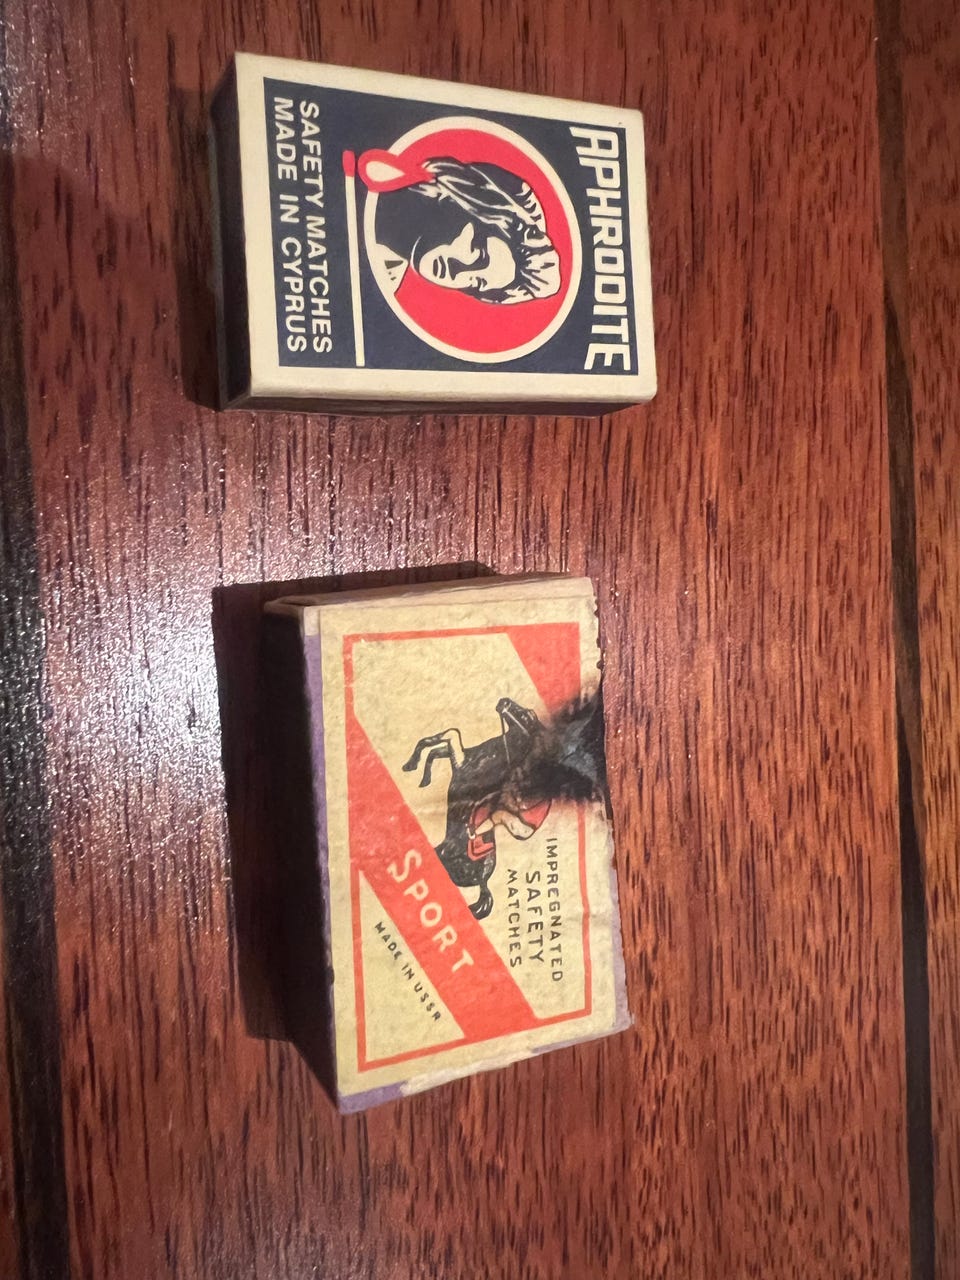 APHRODITE
SAFETY MATCHES
MADE IN CYPRUS
IMPREGNATED
SAFETY
MATCHES
SPORT
MADE IN USSR